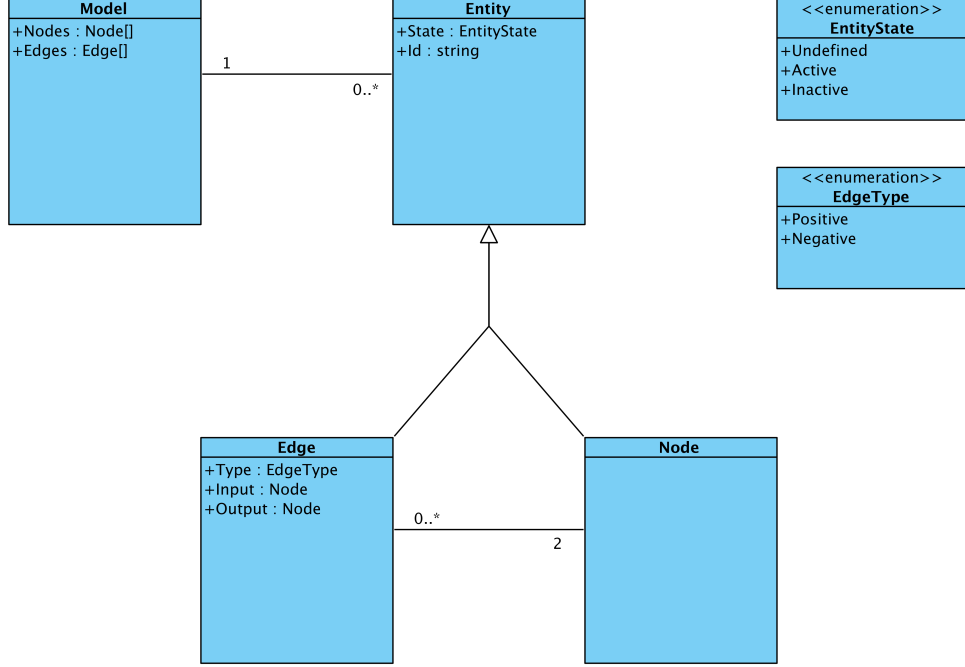 Model
+Nodes : Node[]
+Edges : Edge[]
1
0..*
Entity
+State : EntityState
+Id : string
<<enumeration>>
EntityState
+Undefined
+Active
+Inactive
<<enumeration>>
EdgeType
+Positive
+Negative
Edge
+Type : EdgeType
+Input : Node
+Output : Node
0..*
2
Node